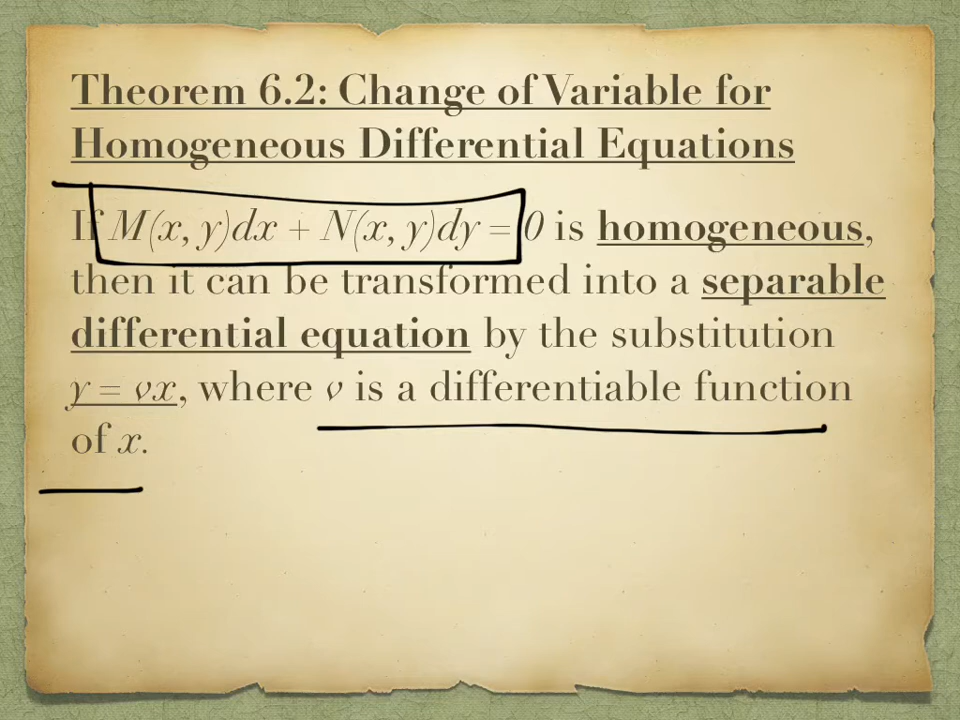 Theorem 6.2: Change of Variable for
Homogeneous Differential Equations
If M(x, y)dx + N(x, y)dy = 0 is homogeneous,
then it can be transformed into a separable
differential equation by the substitution
y = vx, where v is a differentiable function
of x.